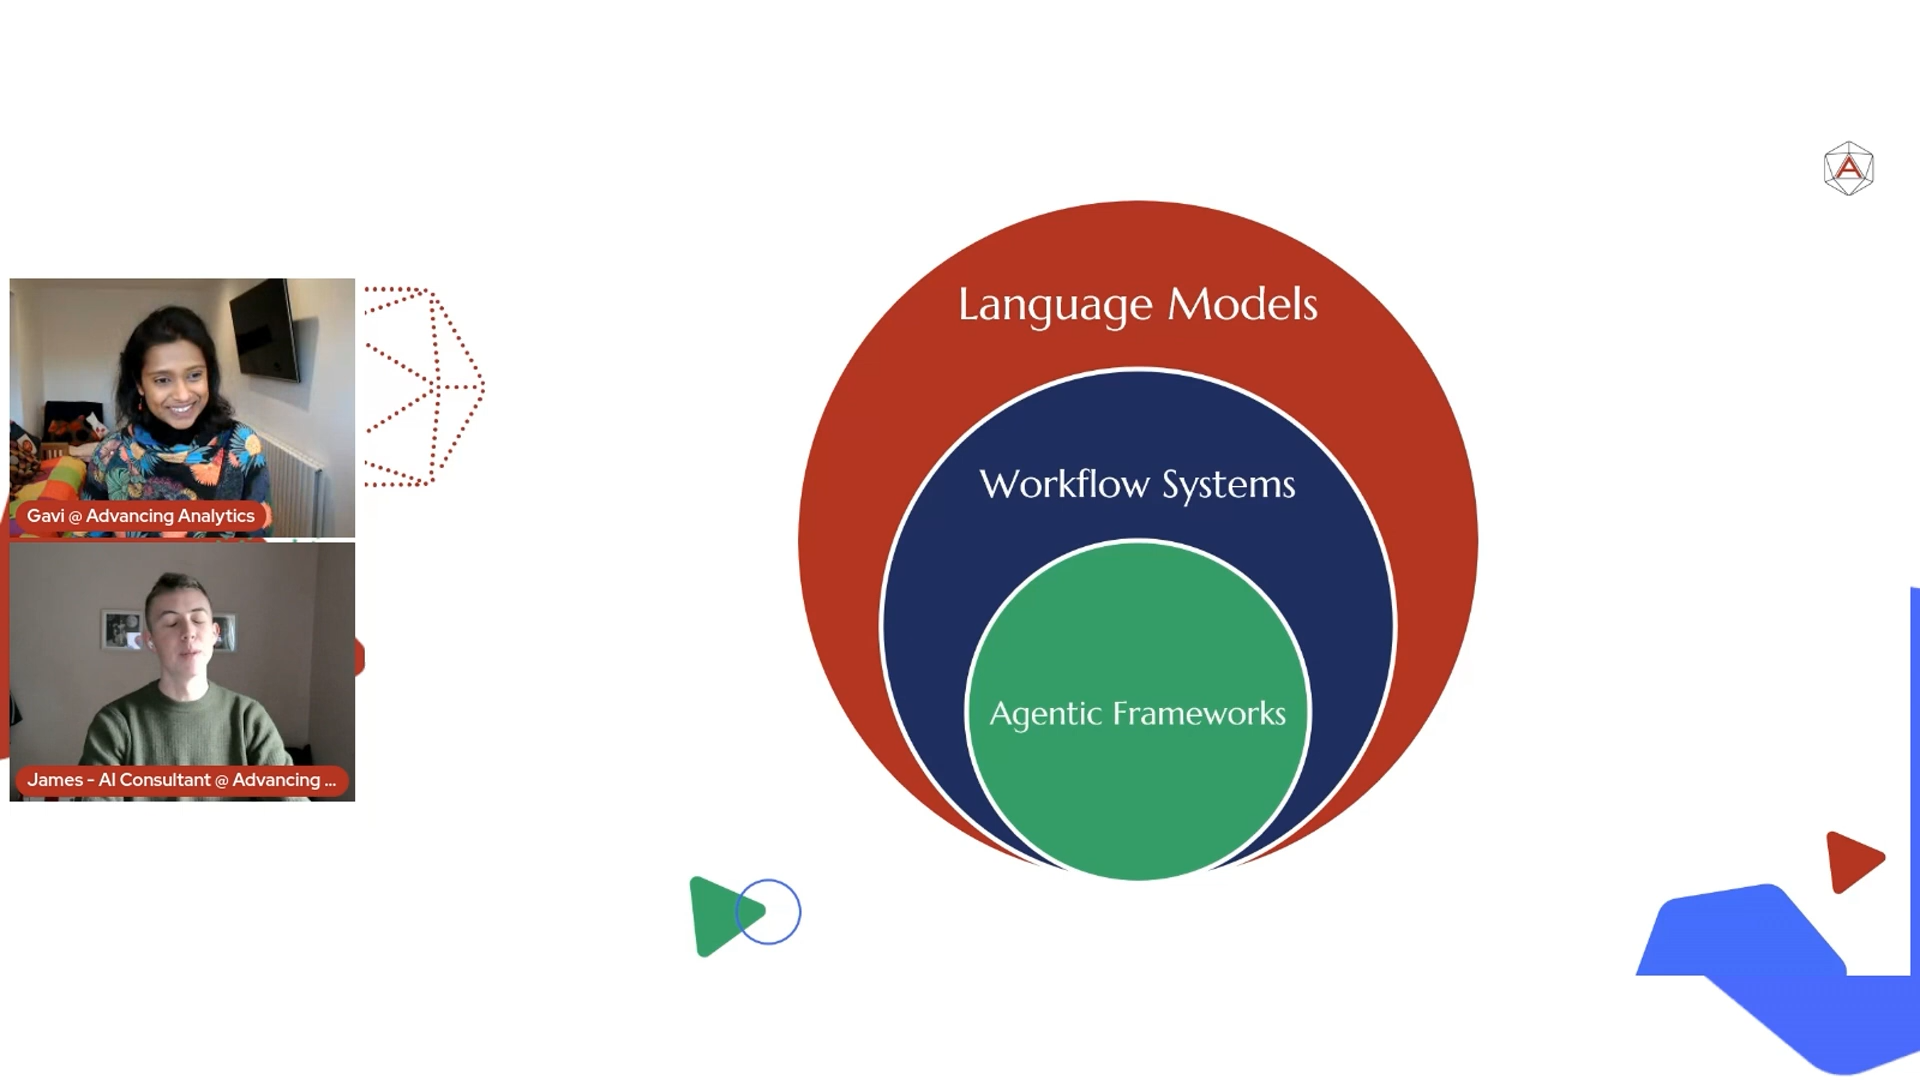 Language Models
Workflow Systems
Agentic Frameworks
Gavi @ Advancing Analytics
James - AI Consultant @ Advancing ...
A